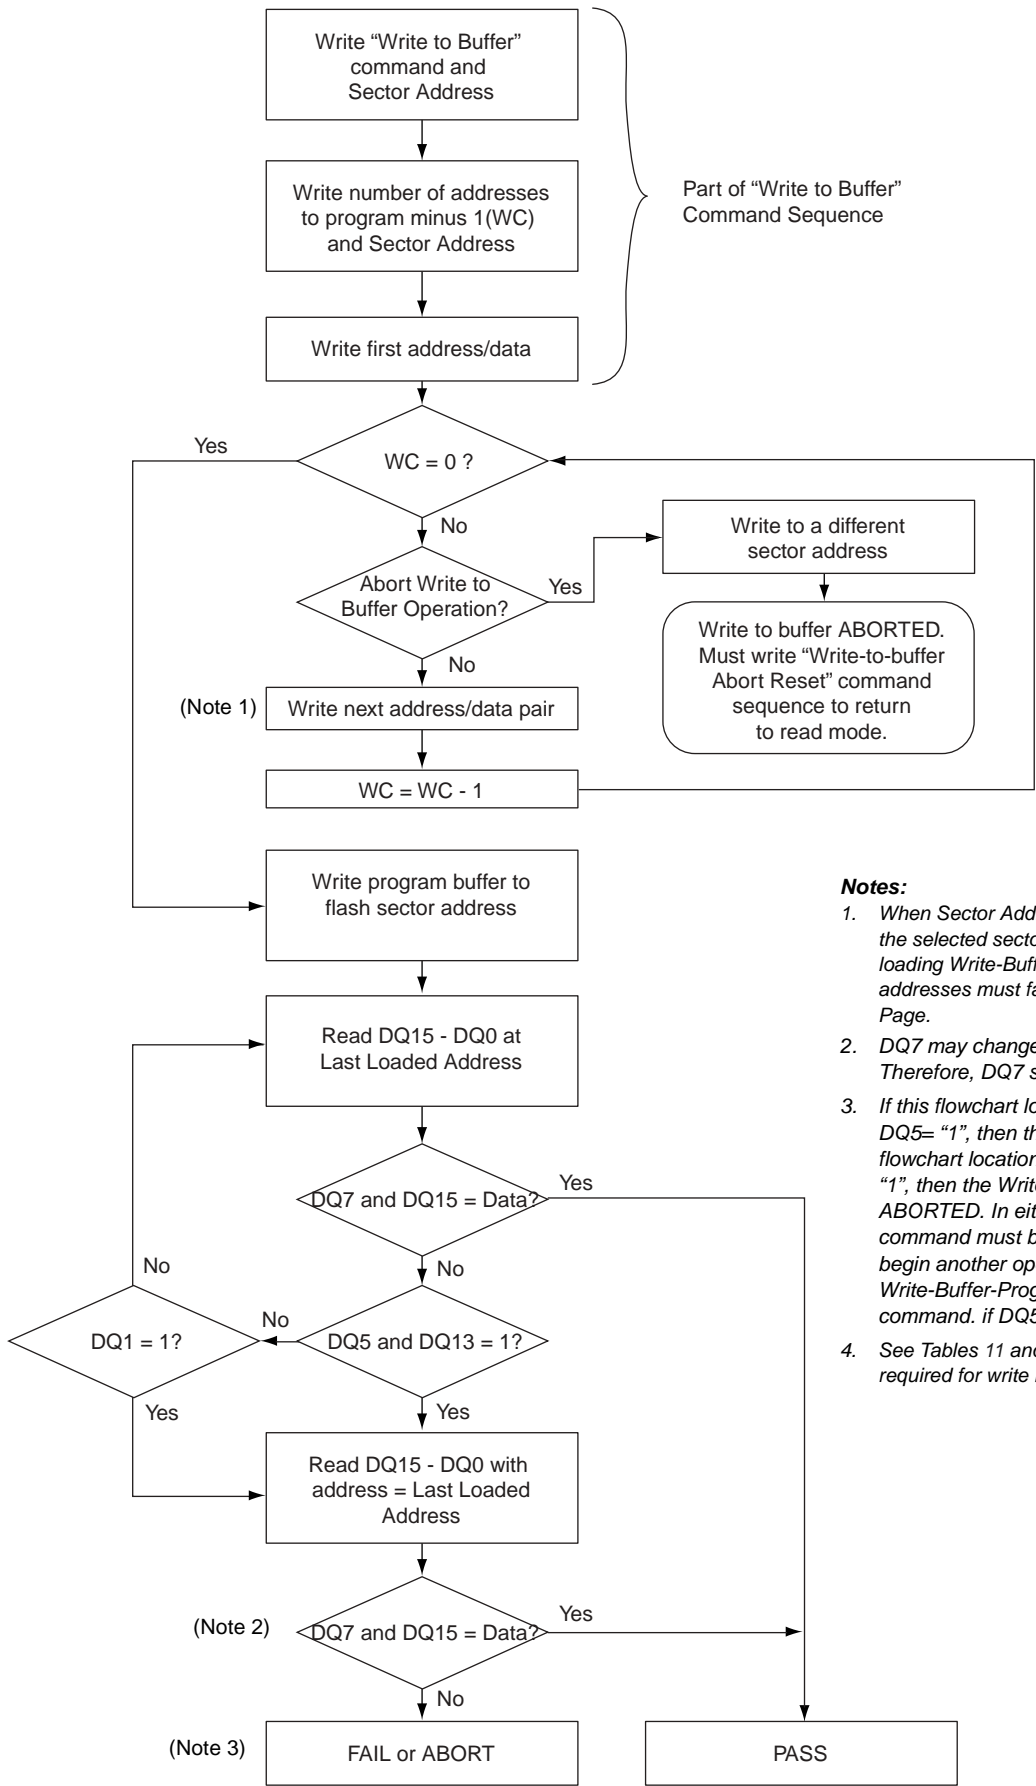 Write “Write to Buffer”
command and
Sector Address
Write number of addresses
to program minus 1(WC)
and Sector Address
Part of “Write to Buffer”
Command Sequence
Write first address/data
WC = 0 ?
Yes
No
Write to a different
sector address
Abort Write to
Buffer Operation?
Yes
No
Write to buffer ABORTED.
Must write “Write-to-buffer
Abort Reset” command
sequence to return
to read mode.
(Note 1)
Write next address/data pair
WC = WC - 1
Write program buffer to
flash sector address
Read DQ15 - DQ0 at
Last Loaded Address
DQ7 and DQ15 = Data?
Yes
No
No
DQ1 = 1?
No
DQ5 and DQ13 = 1?
Yes
Yes
Read DQ15 - DQ0 with
address = Last Loaded
Address
(Note 2)
DQ7 and DQ15 = Data?
Yes
No
(Note 3)
FAIL or ABORT
PASS
Notes:
1. When Sector Add
the selected secto
loading Write-Buf
addresses must fa
Page.
2. DQ7 may change
Therefore, DQ7 s
3. If this flowchart lo
DQ5= “1”, then th
flowchart location
“1”, then the Write
ABORTED. In eit
command must b
begin another op
Write-Buffer-Prog
command. if DQ5
4. See Tables 11 and
required for write